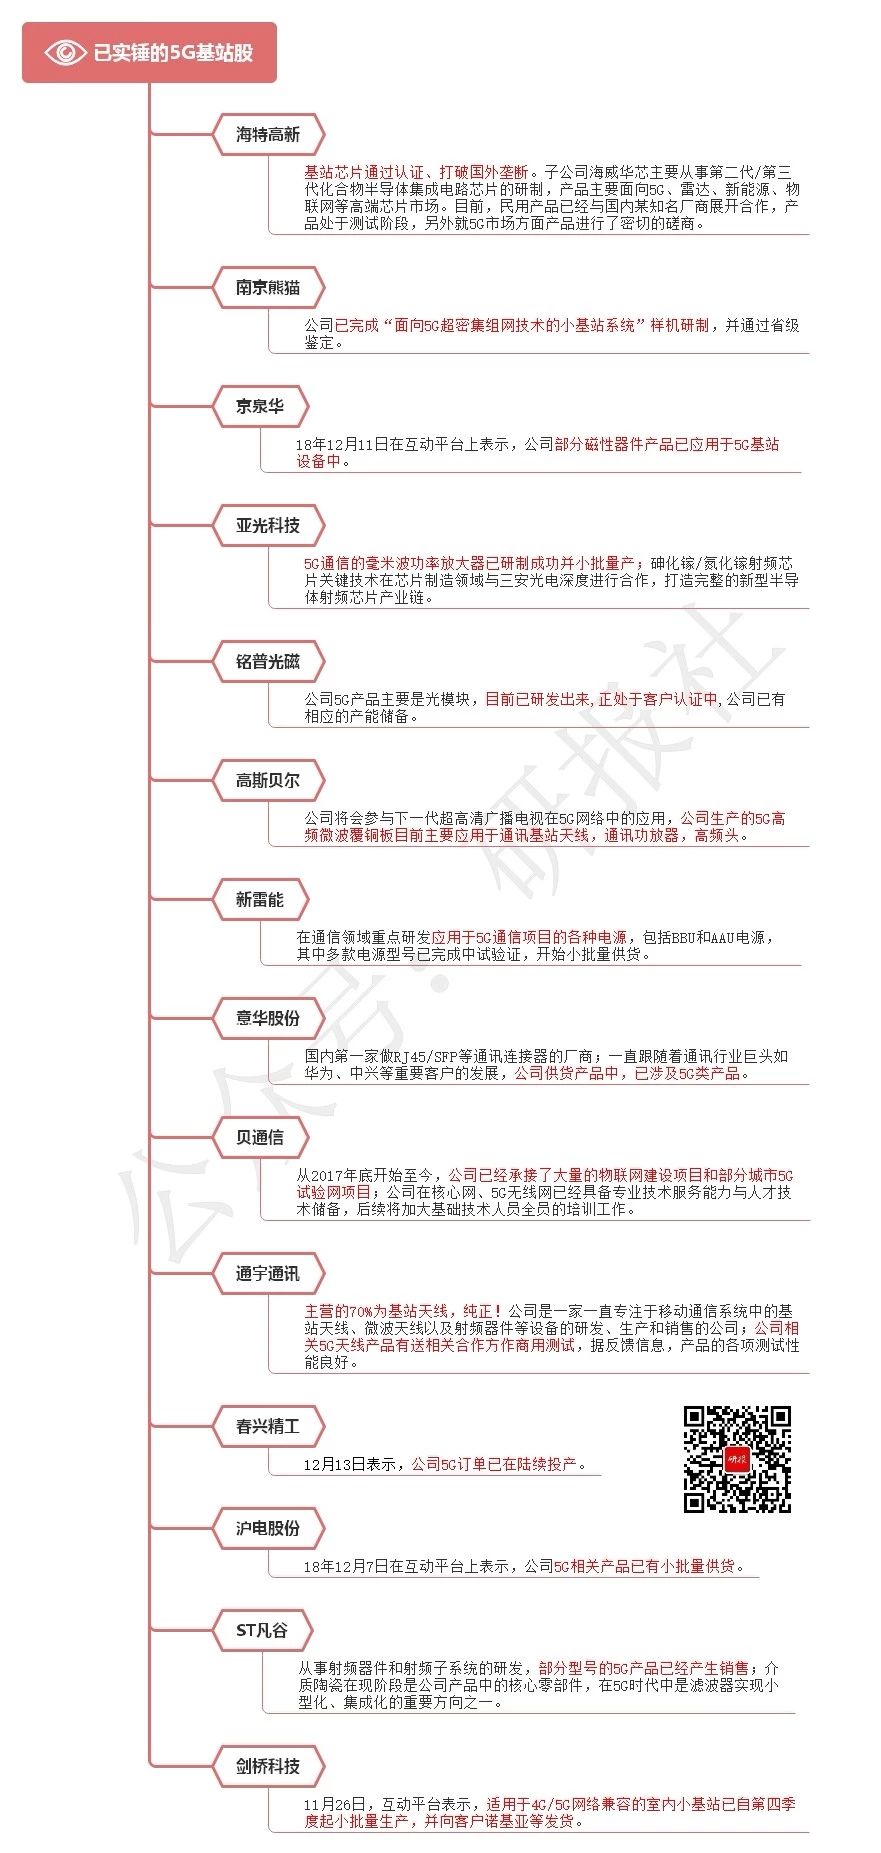 已实锤的5G基站股
海特高新
基站芯片通过认证、打破国外垄断。子公司海威华芯主要从事第二代/第三
代化合物半导体集成电路芯片的研制，产品主要面向5G、雷达、新能源、物
联网等高端芯片市场。目前，民用产品已经与国内某知名厂商展开合作，产
品处于测试阶段，另外就5G市场方面产品进行了密切的磋商。
南京熊猫
公司已完成“面向5G超密集组网技术的小基站系统”样机研制，并通过省级
鉴定。
京泉华
18年12月11日在互动平台上表示，公司部分磁性器件产品已应用于5G基站
设备中。
亚光科技
5G通信的毫米波功率放大器已研制成功并小批量产；砷化镓/氮化镓射频芯
片关键技术在芯片制造领域与三安光电深度进行合作，打造完整的新型半导
体射频芯片产业链。
铭普光磁
公司5G产品主要是光模块，目前已研发出来,正处于客户认证中,公司已有
相应的产能储备。
高斯贝尔
公司将会参与下一代超高清广播电视在5G网络中的应用，公司生产的5G高
频微波覆铜板目前主要应用于通讯基站天线，通讯功放器，高频头。
新雷能
在通信领域重点研发应用于5G通信项目的各种电源，包括BBU和AAU电源，
其中多款电源型号已完成中试验证，开始小批量供货。
意华股份
国内第一家做RJ45/SFP等通讯连接器的厂商；一直跟随着通讯行业巨头如
华为、中兴等重要客户的发展，公司供货产品中，已涉及5G类产品。
贝通信
从2017年底开始至今，公司已经承接了大量的物联网建设项目和部分城市5G
试验网项目；公司在核心网、5G无线网已经具备专业技术服务能力与人才技
术储备，后续将加大基础技术人员全员的培训工作。
通宇通讯
主营的70%为基站天线，纯正！公司是一家一直专注于移动通信系统中的基
站天线、微波天线以及射频器件等设备的研发、生产和销售的公司；公司相
关5G天线产品有送相关合作方作商用测试，据反馈信息，产品的各项测试性
能良好。
春兴精工
12月13日表示，公司5G订单已在陆续投产。
研报
沪电股份
18年12月7日在互动平台上表示，公司5G相关产品已有小批量供货。
ST凡谷
从事射频器件和射频子系统的研发，部分型号的5G产品已经产生销售；介
质陶瓷在现阶段是公司产品中的核心零部件，在5G时代中是滤波器实现小
型化、集成化的重要方向之一。
剑桥科技
11月26日，互动平台表示，适用于4G/5G网络兼容的室内小基站已自第四季
度起小批量生产，并向客户诺基亚等发货。
公众号：研报社